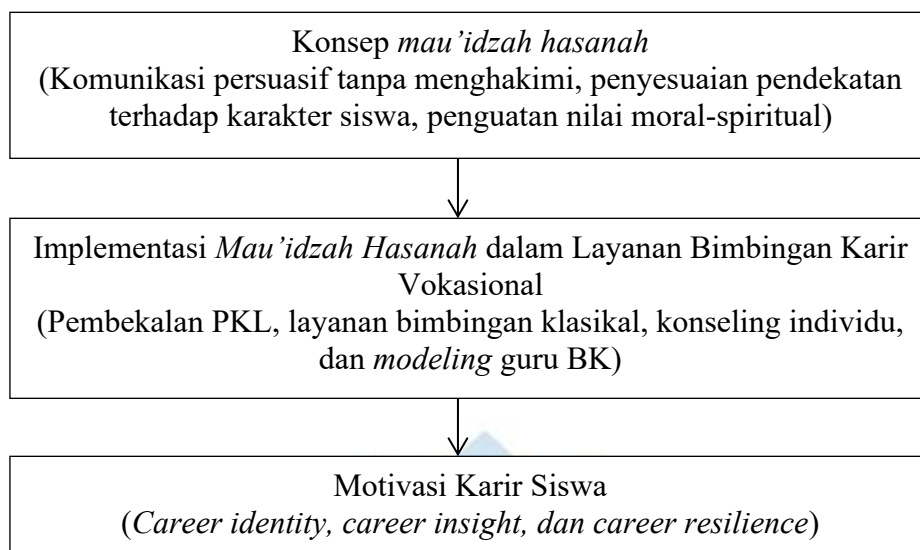 Konsep mau’idzah hasanah
(Komunikasi persuasif tanpa menghakimi, penyesuaian pendekatan
terhadap karakter siswa, penguatan nilai moral-spiritual)
Implementasi Mau’idzah Hasanah dalam Layanan Bimbingan Karir
Vokasional
(Pembekalan PKL, layanan bimbingan klasikal, konseling individu,
dan modeling guru BK)
Motivasi Karir Siswa
(Career identity, career insight, dan career resilience)